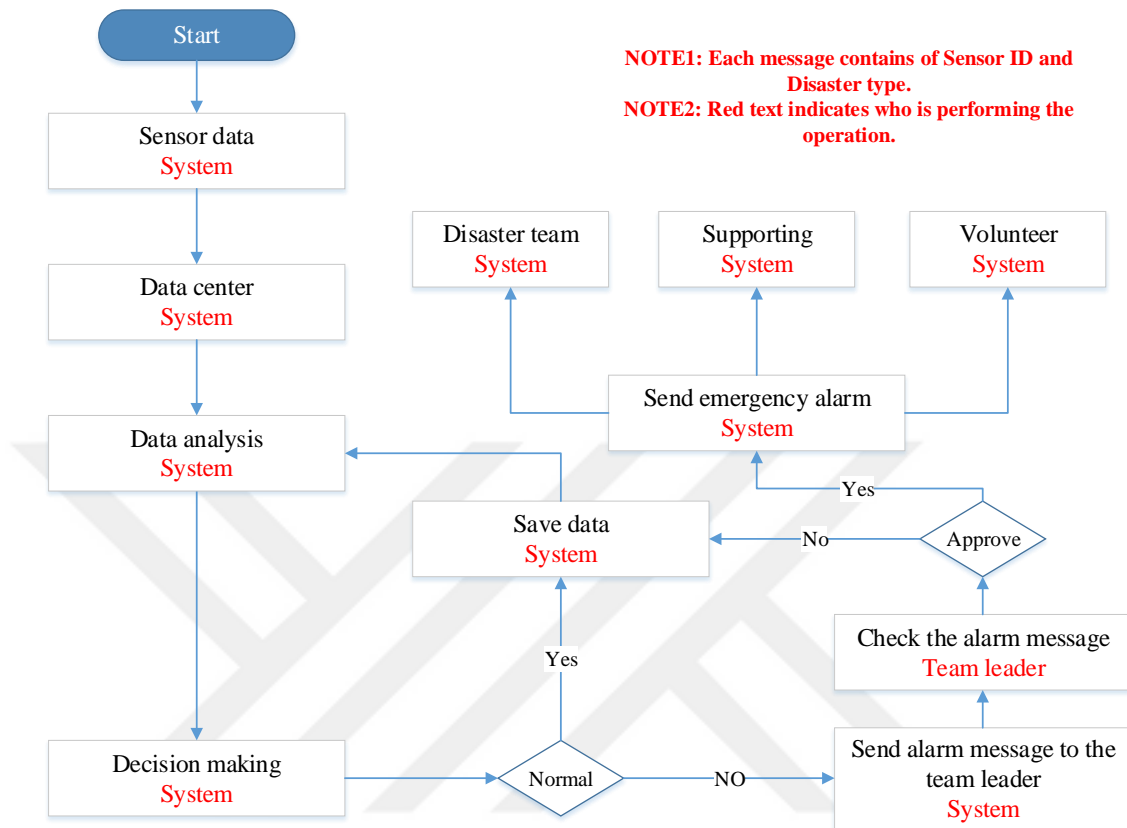 Start
NOTE1: Each message contains of Sensor ID and
Disaster type.
NOTE2: Red text indicates who is performing the
operation.
Sensor data
System
Disaster team
System
Supporting
System
Volunteer
System
Data center
System
Send emergency alarm
System
Data analysis
System
Yes
Save data
System
No
Approve
Check the alarm message
Team leader
Yes
Decision making
System
Normal
NO
Send alarm message to the
team leader
System